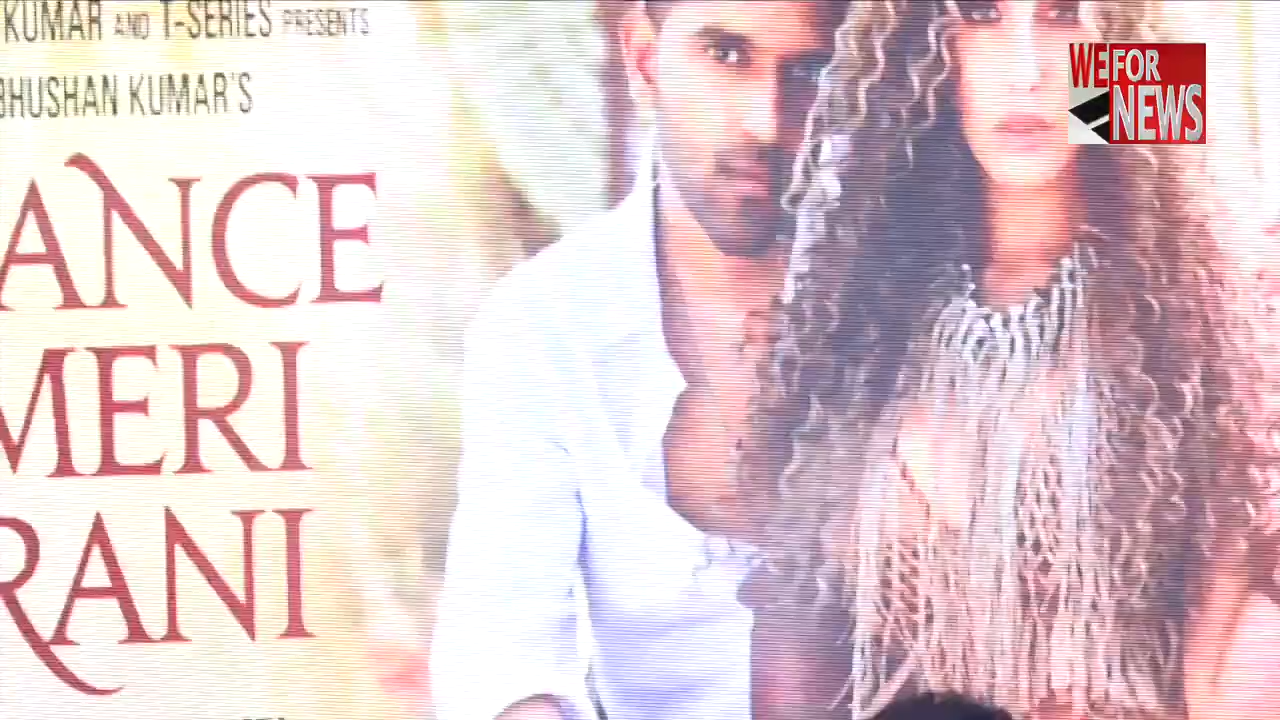 KUMAR AND T-SERIES PRESENTS
BHUSHAN KUMAR'S
ANCE
MERI
RANI
WE FOR
NEWS